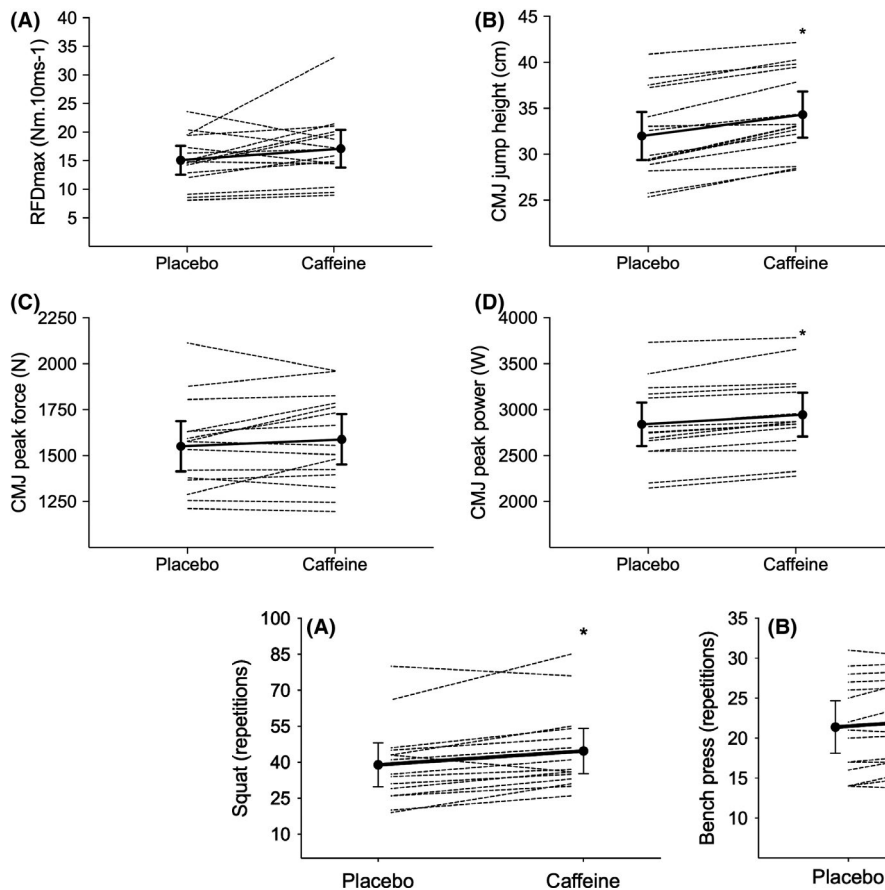 (A)
RFDmax (Nm.10ms-1)
40
35
30
25
20
15
10
5
Placebo Caffeine
(B)
*
CMJ jump height (cm)
45
40
35
30
25
Placebo Caffeine
(C)
CMJ peak force (N)
2250
2000
1750
1500
1250
Placebo Caffeine
(D)
*
CMJ peak power (W)
4000
3500
3000
2500
2000
Placebo Caffeine
(A)
*
Squat (repetitions)
100
85
70
55
40
25
10
Placebo Caffeine
(B)
Bench press (repetitions)
35
30
25
20
15
10
Placebo